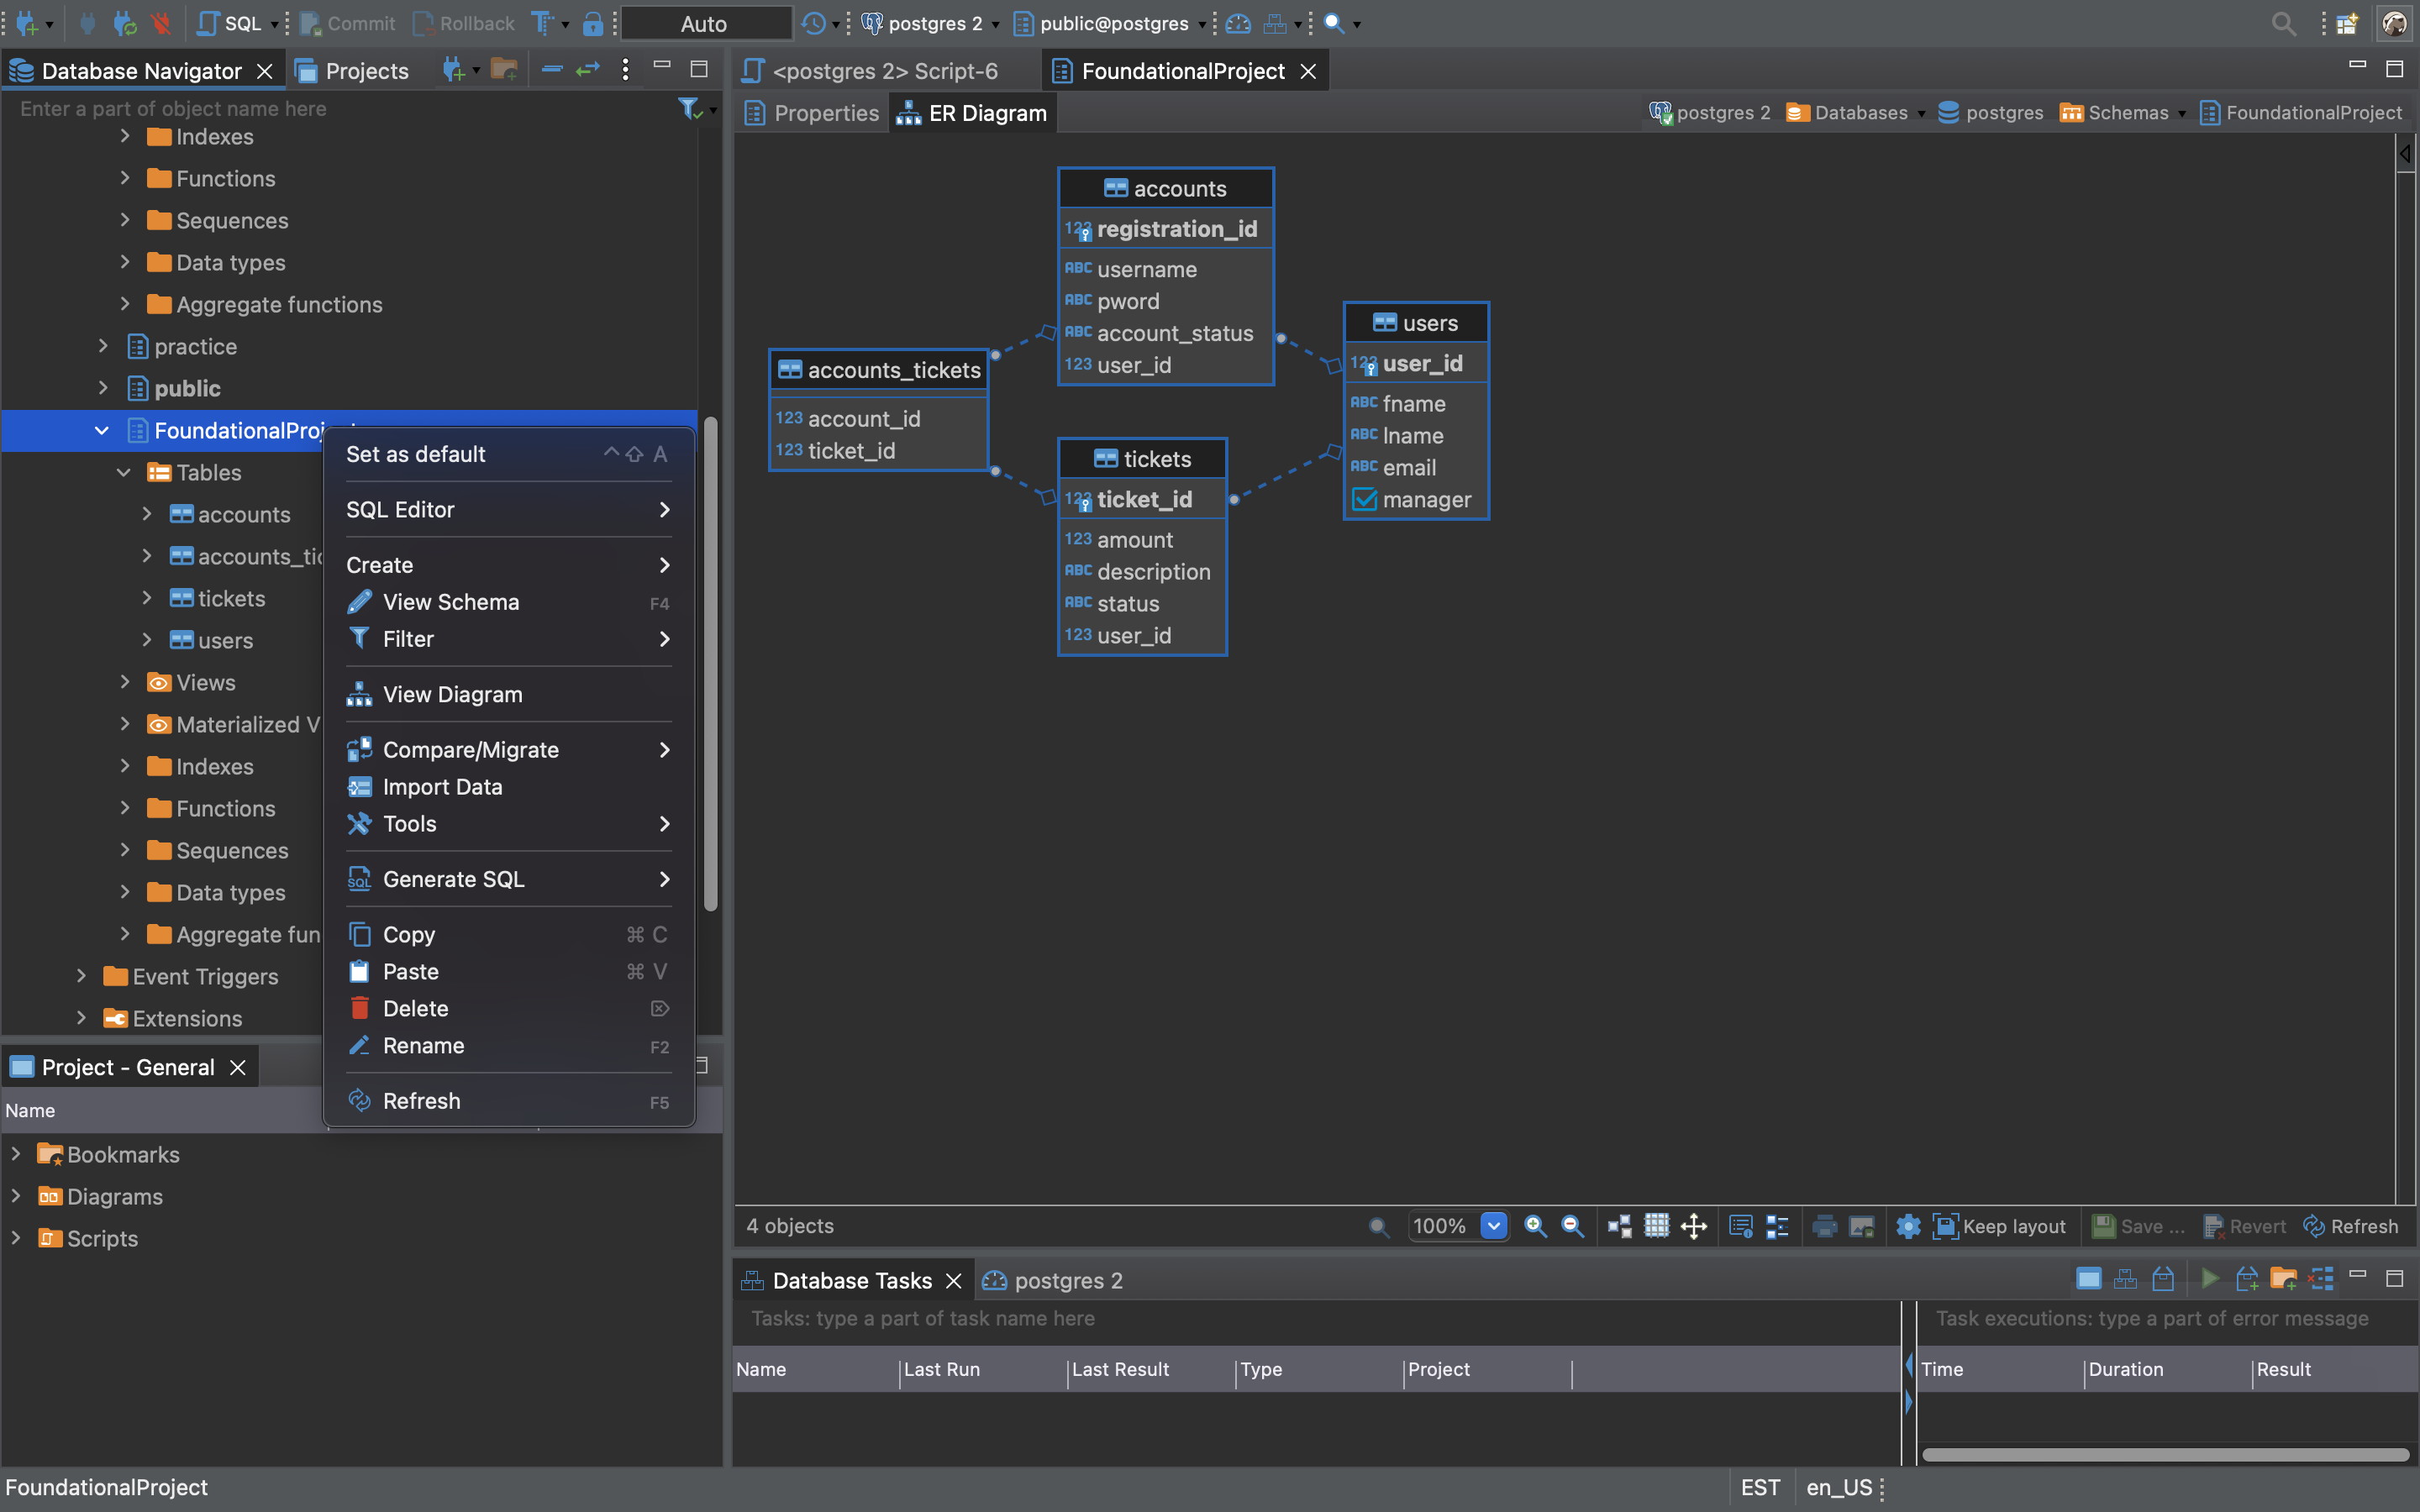 SQL Commit Rollback Auto postgres 2 public@postgres
Database Navigator Projects
Enter a part of object name here
Indexes
Functions
Sequences
Data types
Aggregate functions
practice
public
FoundationalProject
Tables
accounts
accounts_tic
tickets
users
Views
Materialized V
Indexes
Functions
Sequences
Data types
Aggregate fun
Event Triggers
Extensions
Set as default ^⇧ A
SQL Editor
Create
View Schema F4
Filter
View Diagram
Compare/Migrate
Import Data
Tools
Generate SQL
Copy ⌘ C
Paste ⌘ V
Delete
Rename F2
Refresh F5
Project - General
Name
Bookmarks
Diagrams
Scripts
<postgres 2> Script-6 FoundationalProject
Properties ER Diagram postgres 2 Databases postgres Schemas FoundationalProject
accounts
123 registration_id
ABC username
ABC pword
ABC account_status
123 user_id
accounts_tickets
123 account_id
123 ticket_id
users
123 user_id
ABC fname
ABC lname
ABC email
manager
tickets
123 ticket_id
123 amount
ABC description
ABC status
123 user_id
4 objects 100% Keep layout Save ... Revert Refresh
Database Tasks postgres 2
Tasks: type a part of task name here
Name Last Run Last Result Type Project
Task executions: type a part of error message
Time Duration Result
FoundationalProject EST en_US